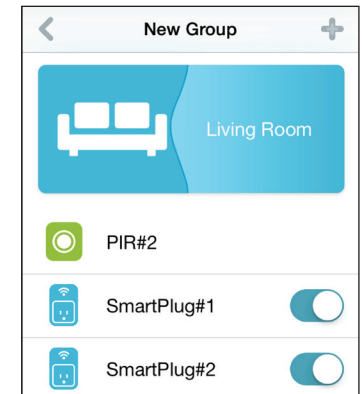 New Group
Living Room
PIR#2
SmartPlug#1
SmartPlug#2